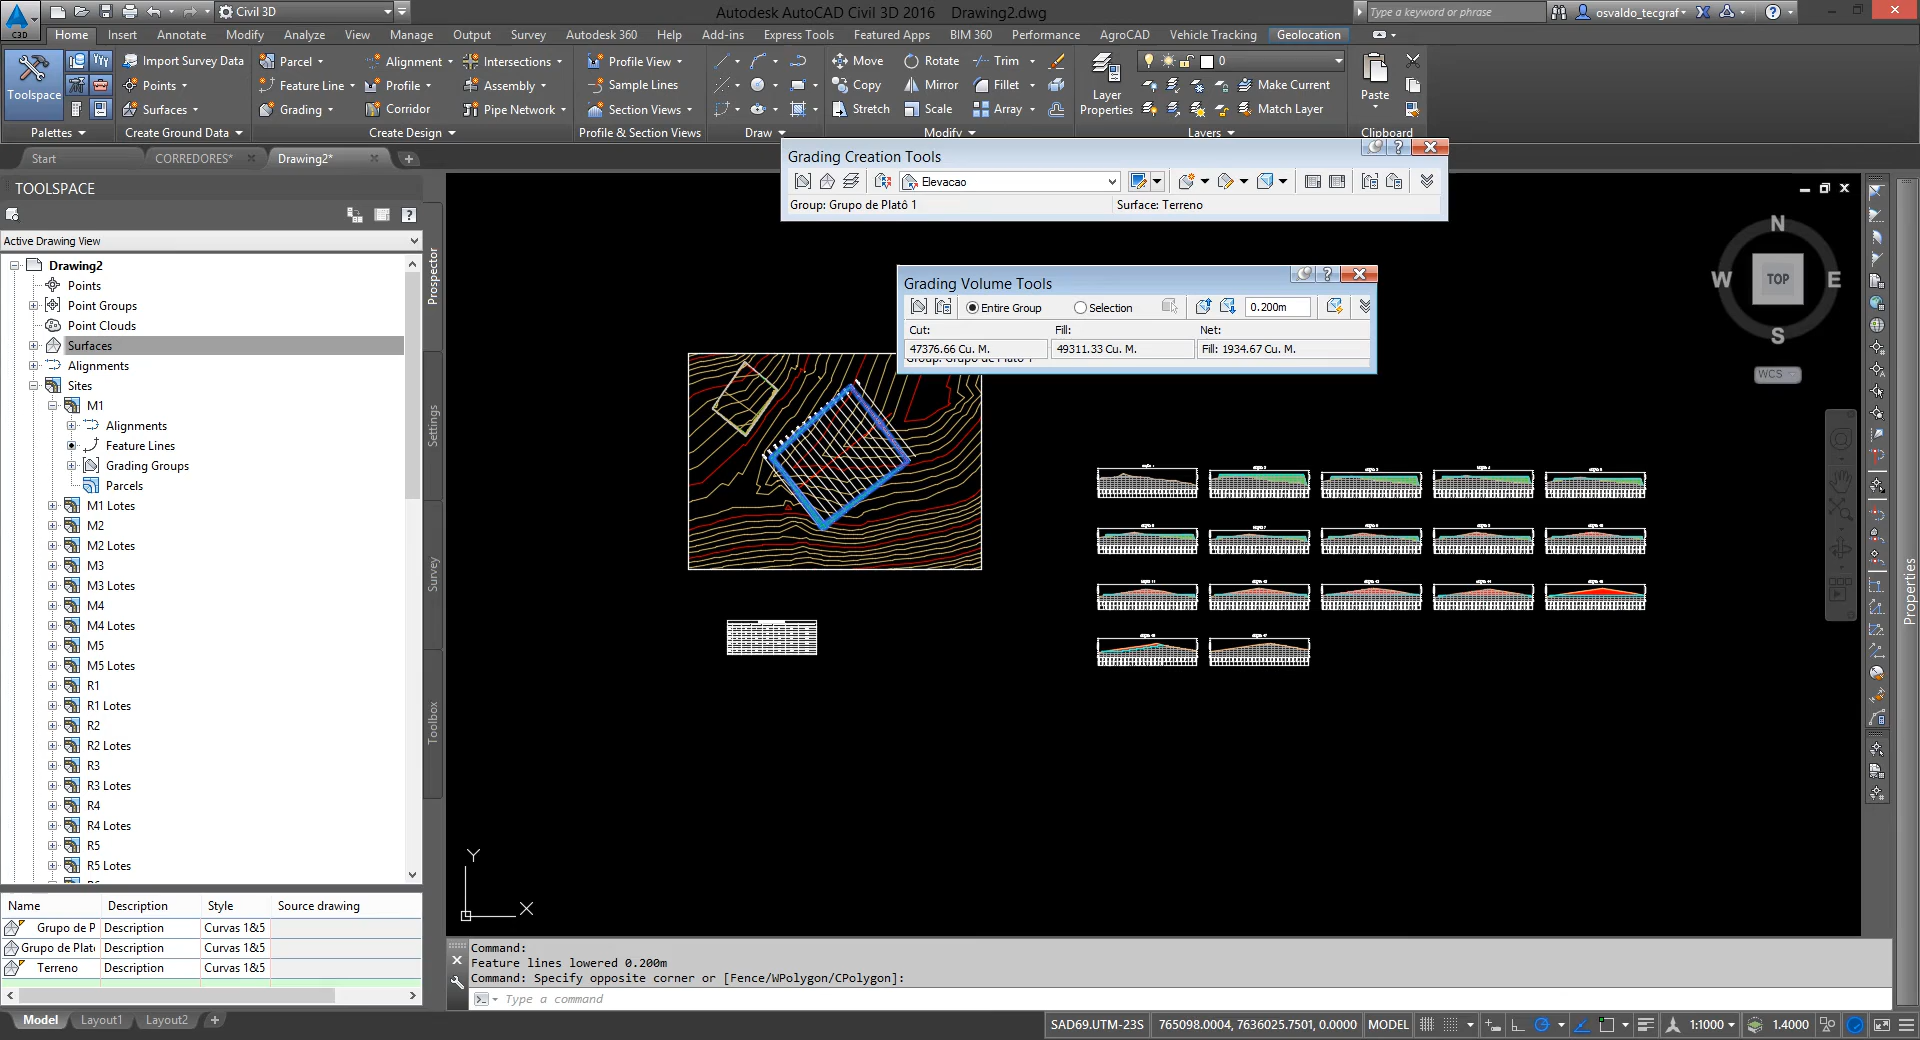 Civil 3D
Autodesk AutoCAD Civil 3D 2016 Drawing2.dwg
Type a keyword or phrase
osvaldo_tecgraf
C3D
Home Insert Annotate Modify Analyze View Manage Output Survey Autodesk 360 Help Add-ins Express Tools Featured Apps BIM 360 Performance AgroCAD Vehicle Tracking Geolocation
Toolspace
Import Survey Data
Points
Surfaces
Parcel
Feature Line
Grading
Alignment
Profile
Corridor
Intersections
Assembly
Pipe Network
Profile View
Sample Lines
Section Views
Move
Copy
Stretch
Rotate
Mirror
Scale
Trim
Fillet
Array
Layer
Properties
0
Make Current
Match Layer
Paste
Palettes Create Ground Data Create Design Profile & Section Views Draw Modify Layers Clipboard
Start CORREDORES* Drawing2*
Grading Creation Tools
Elevacao
Group: Grupo de Platô 1 Surface: Terreno
TOOLSPACE
Active Drawing View
Drawing2
Points
Point Groups
Point Clouds
Surfaces
Alignments
Sites
M1
Alignments
Feature Lines
Grading Groups
Parcels
M1 Lotes
M2
M2 Lotes
M3
M3 Lotes
M4
M4 Lotes
M5
M5 Lotes
R1
R1 Lotes
R2
R2 Lotes
R3
R3 Lotes
R4
R4 Lotes
R5
R5 Lotes
Prospector
Settings
Survey
Toolbox
Name Description Style Source drawing
Grupo de P Description Curvas 1&5
Grupo de Plat Description Curvas 1&5
Terreno Description Curvas 1&5
Grading Volume Tools
Entire Group Selection 0.200m
Cut: Fill: Net:
47376.66 Cu. M. 49311.33 Cu. M. Fill: 1934.67 Cu. M.
Group: Grupo de Platô 1
N
W TOP E
S
WCS
Properties
Y
X
Command:
Feature lines lowered 0.200m
Command: Specify opposite corner or [Fence/WPolygon/CPolygon]:
Type a command
Model Layout1 Layout2
SAD69.UTM-23S 765098.0004, 7636025.7501, 0.0000 MODEL 1:1000 1.4000